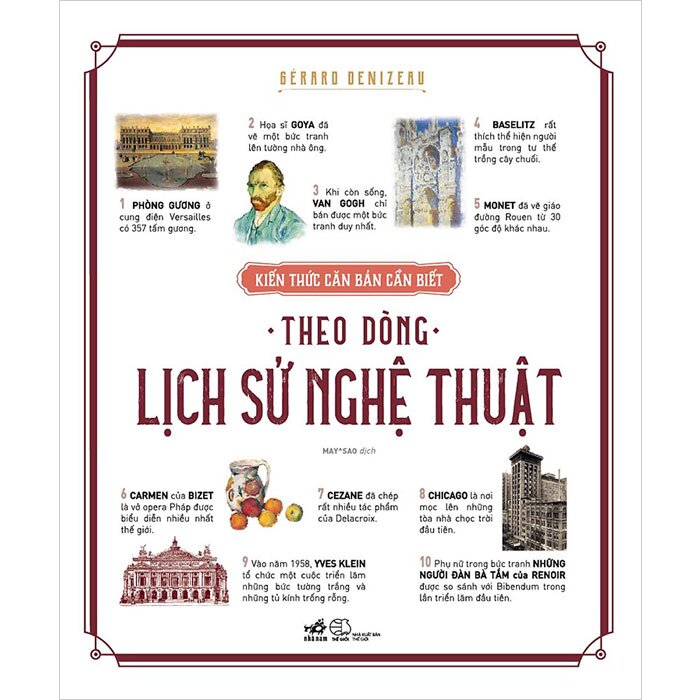 GÉRARD DENIZEAU
1 PHÒNG GƯƠNG ở
cung điện Versailles
có 357 tấm gương.
2 Họa sĩ GOYA đã
vẽ một bức tranh
lên tường nhà ông.
3 Khi còn sống,
VAN GOGH chỉ
bán được một bức
tranh duy nhất.
4 BASELITZ rất
thích thể hiện người
mẫu trong tư thế
trồng cây chuối.
5 MONET đã vẽ giáo
đường Rouen từ 30
góc độ khác nhau.
KIẾN THỨC CĂN BẢN CẦN BIẾT
• THEO DÒNG •
LỊCH SỬ NGHỆ THUẬT
MAY*SAO dịch
6 CARMEN của BIZET
là vở opera Pháp được
biểu diễn nhiều nhất
thế giới.
7 CEZANE đã chép
rất nhiều tác phẩm
của Delacroix.
8 CHICAGO là nơi
mọc lên những
tòa nhà chọc trời
đầu tiên.
9 Vào năm 1958, YVES KLEIN
tổ chức một cuộc triển lãm
những bức tường trắng và
những tủ kính trống rỗng.
10 Phụ nữ trong bức tranh NHỮNG
NGƯỜI ĐÀN BÀ TẮM của RENOIR
được so sánh với Bibendum trong
lần triển lãm đầu tiên.
nhã nam
THẾ GIỚI
NHÀ XUẤT BẢN
THẾ GIỚI